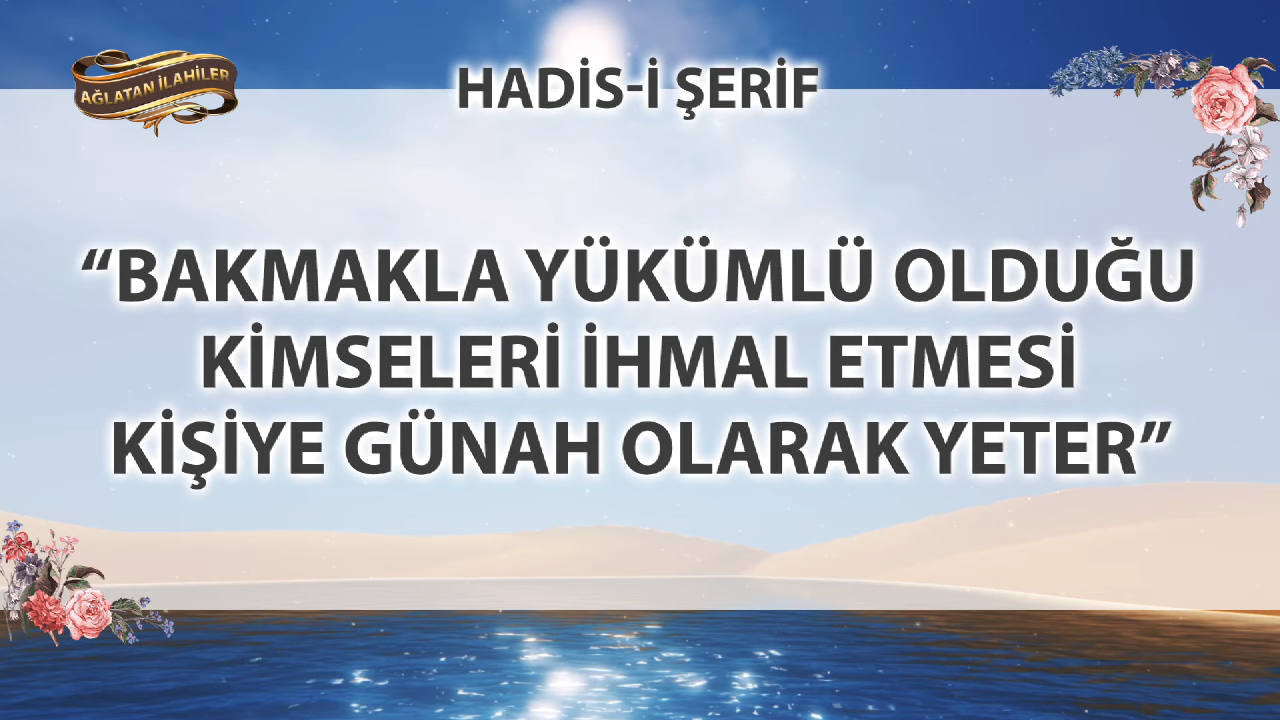 AĞLATAN İLAHİLER
HADİS-İ ŞERİF
“BAKMAKLA YÜKÜMLÜ OLDUĞU
KİMSELERİ İHMAL ETMESİ
KİŞİYE GÜNAH OLARAK YETER”